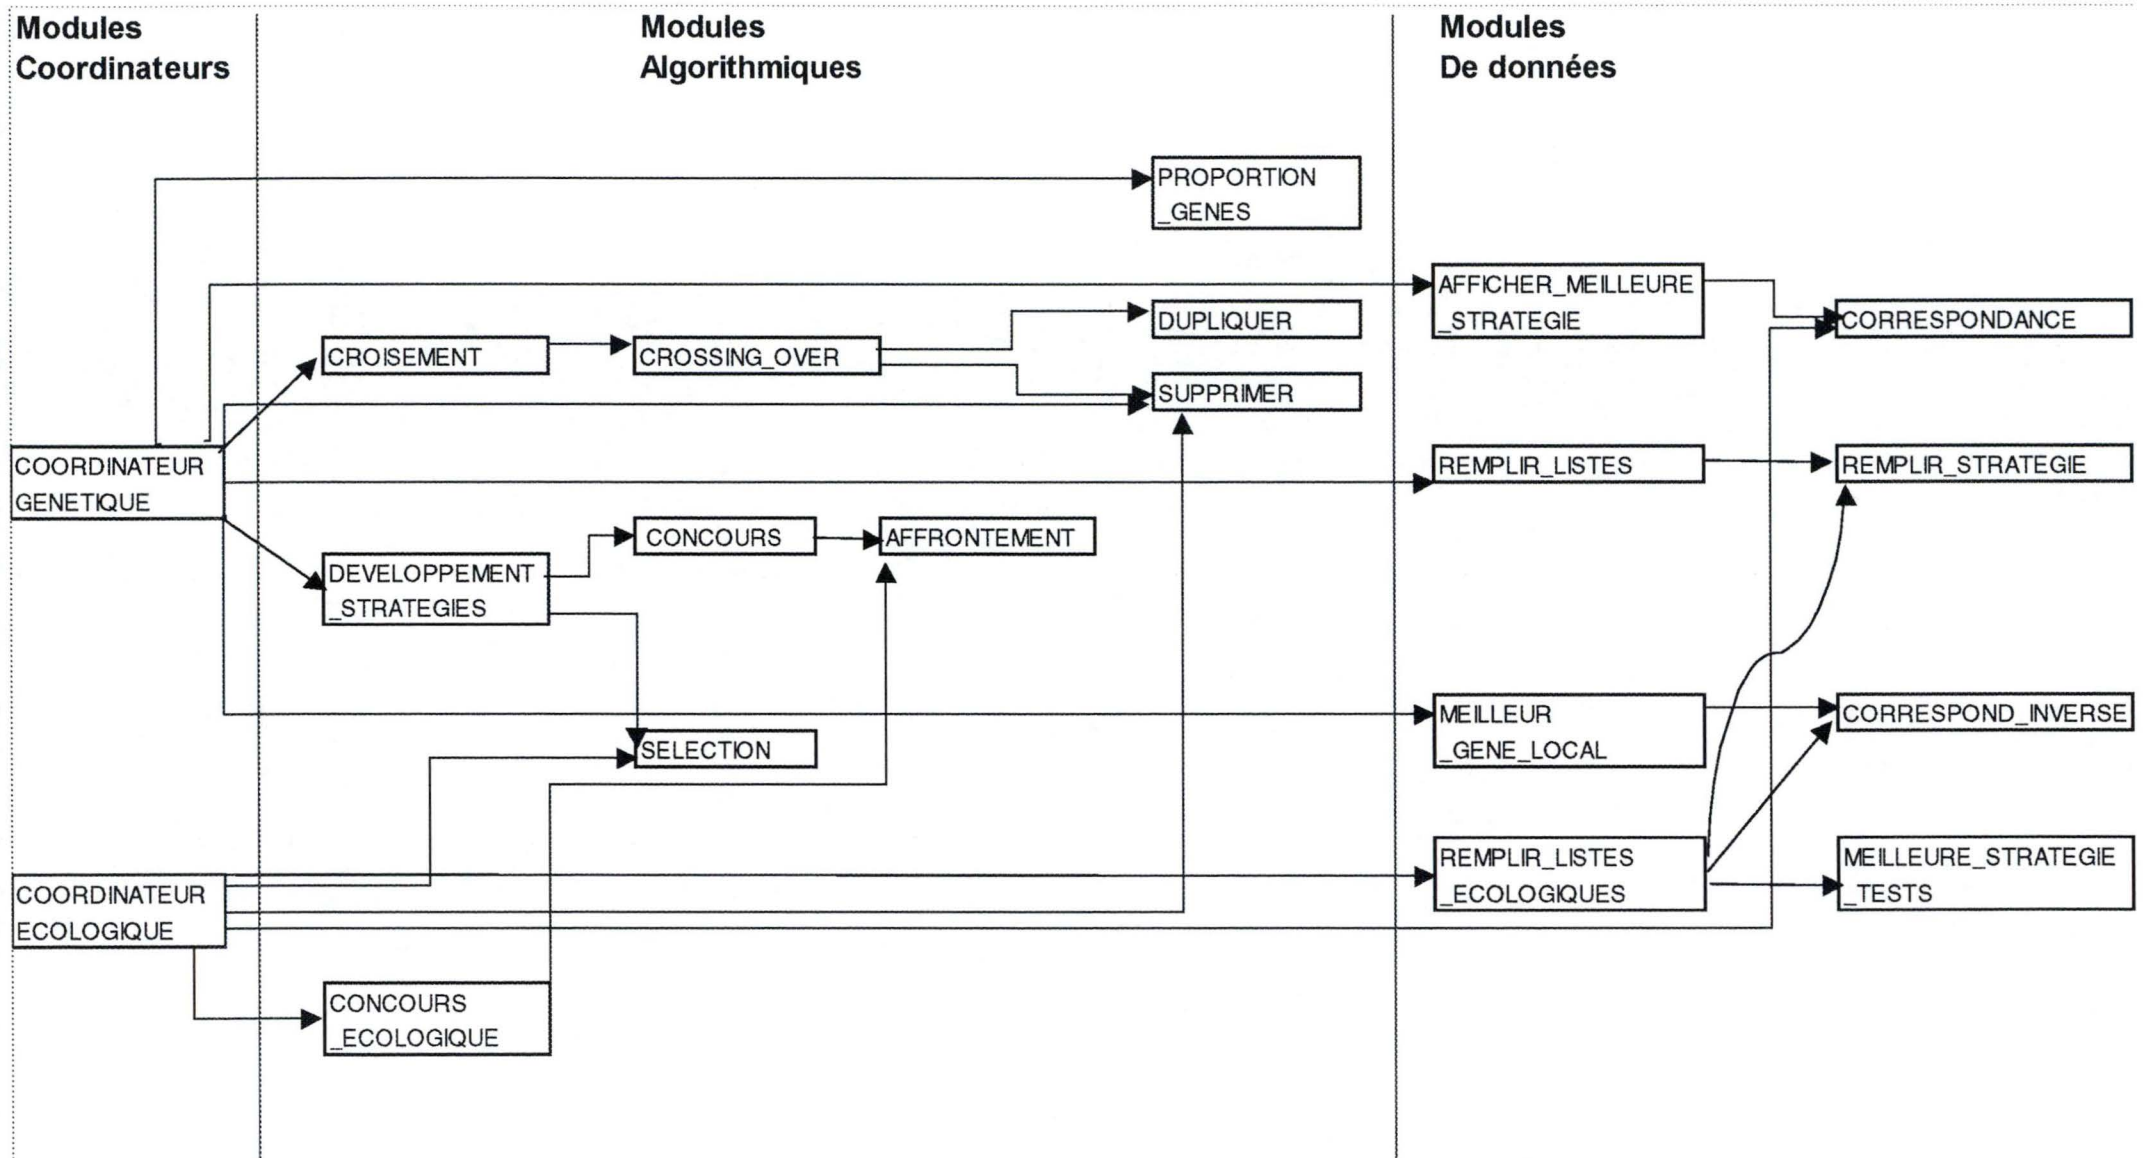 Modules
Coordinateurs
Modules
Algorithmiques
Modules
De données
PROPORTION
_GENES
AFFICHER_MEILLEURE
_STRATEGIE
DUPLIQUER
CORRESPONDANCE
CROISEMENT
CROSSING_OVER
SUPPRIMER
COORDINATEUR
GENETIQUE
REMPLIR_LISTES
REMPLIR_STRATEGIE
CONCOURS
AFFRONTEMENT
DEVELOPPEMENT
_STRATEGIES
MEILLEUR
_GENE_LOCAL
CORRESPOND_INVERSE
SELECTION
COORDINATEUR
ECOLOGIQUE
REMPLIR_LISTES
_ECOLOGIQUES
MEILLEURE_STRATEGIE
_TESTS
CONCOURS
_ECOLOGIQUE